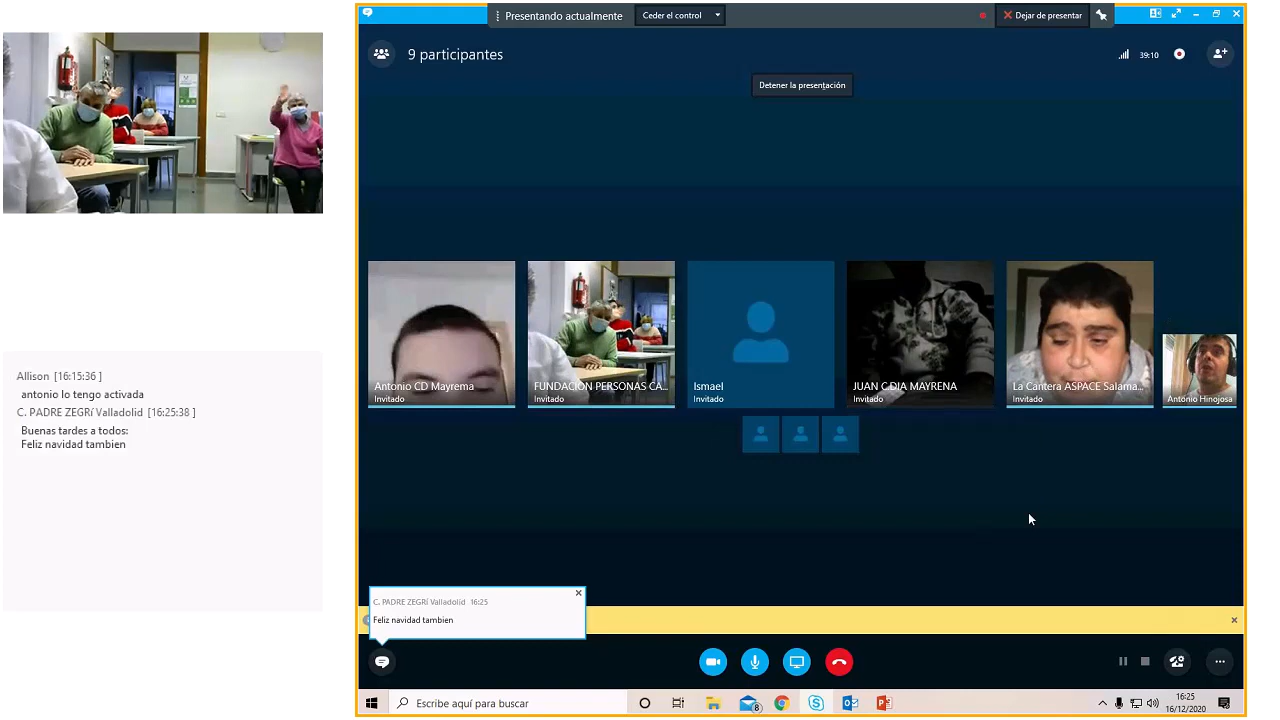 Presentando actualmente
Ceder el control
Dejar de presentar
9 participantes
39:10
Detener la presentación
Antonio CD Mayrema
Invitado
FUNDACION PERSONAS CA...
Invitado
Ismael
Invitado
JUAN C.DIA MAYRENA
Invitado
La Cantera ASPACE Salama...
Invitado
Antonio Hinojosa
Allison [16:15:36 ]
antonio lo tengo activada
C. PADRE ZEGRí Valladolid [16:25:38 ]
Buenas tardes a todos:
Feliz navidad tambien
C. PADRE ZEGRí Valladolid 16:25
Feliz navidad tambien
Escribe aquí para buscar
8
16:25
16/12/2020